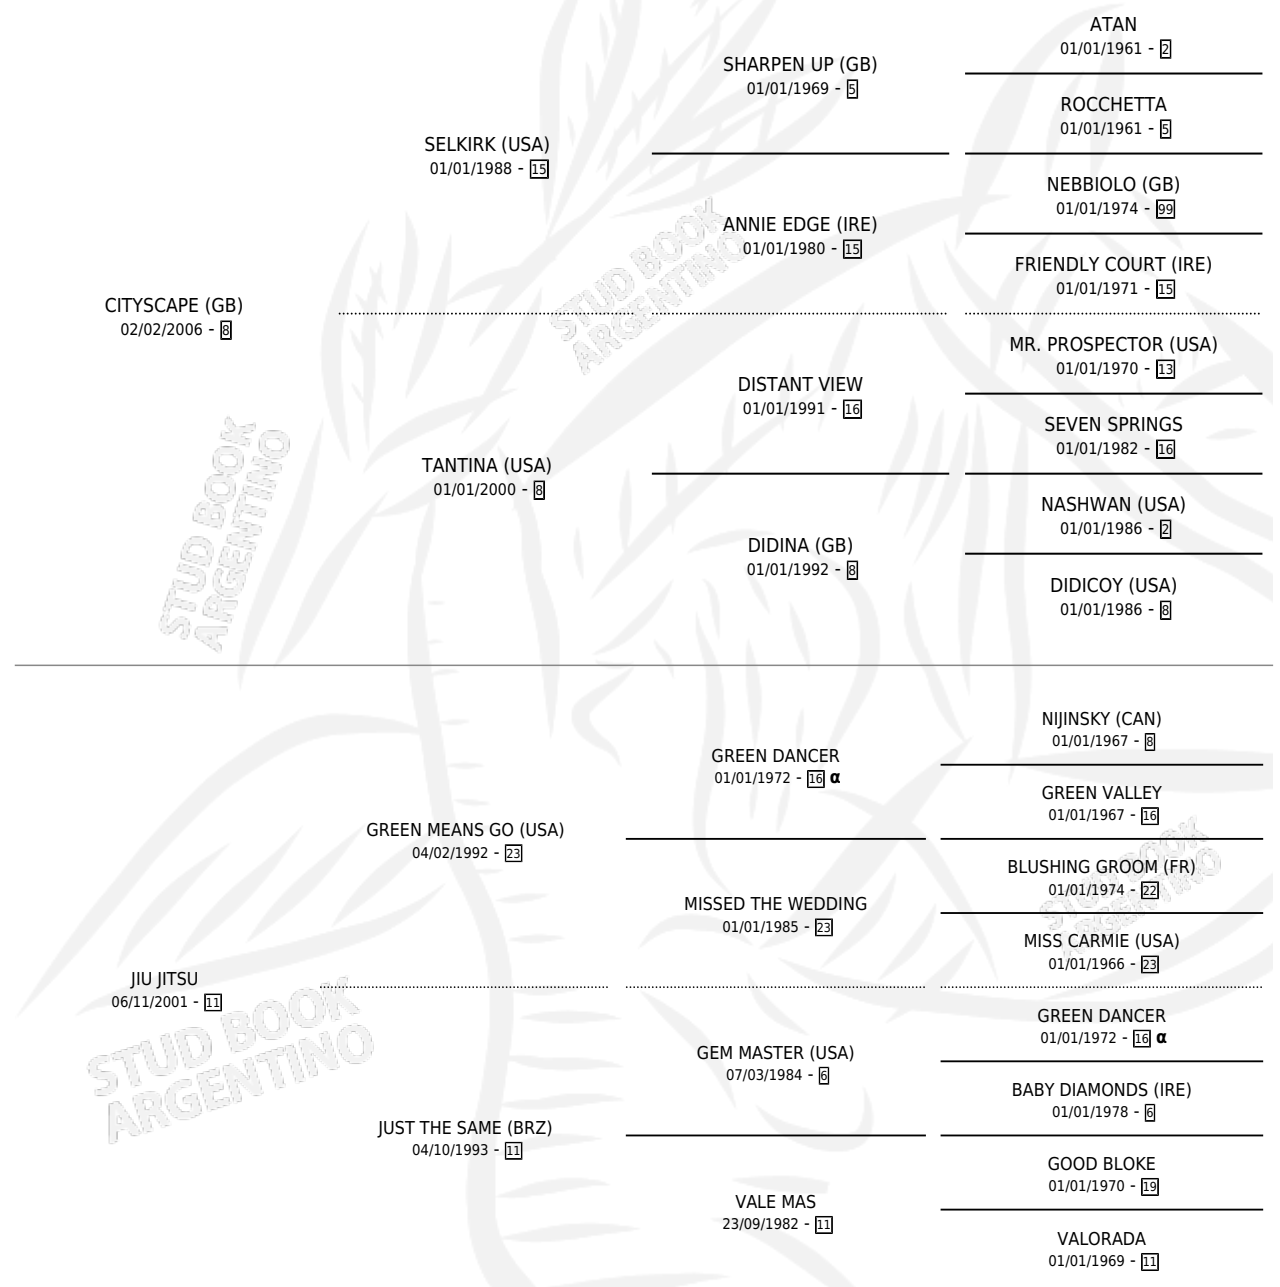 ATAN
01/01/1961 - 2
SHARPEN UP (GB)
01/01/1969 - 5
ROCCHETTA
01/01/1961 - 5
SELKIRK (USA)
01/01/1988 - 15
NEBBIOLO (GB)
01/01/1974 - 99
ANNIE EDGE (IRE)
01/01/1980 - 15
FRIENDLY COURT (IRE)
01/01/1971 - 15
STUD BOOK
ARGENTINO
CITYSCAPE (GB)
02/02/2006 - 8
MR. PROSPECTOR (USA)
01/01/1970 - 13
DISTANT VIEW
01/01/1991 - 16
SEVEN SPRINGS
01/01/1982 - 16
TANTINA (USA)
01/01/2000 - 8
NASHWAN (USA)
01/01/1986 - 2
DIDINA (GB)
01/01/1992 - 8
DIDICOY (USA)
01/01/1986 - 8
STUD BOOK
ARGENTINO
NIJINSKY (CAN)
01/01/1967 - 8
GREEN DANCER
01/01/1972 - 16 α
GREEN VALLEY
01/01/1967 - 16
GREEN MEANS GO (USA)
04/02/1992 - 23
BLUSHING GROOM (FR)
01/01/1974 - 22
MISSED THE WEDDING
01/01/1985 - 23
MISS CARMIE (USA)
01/01/1966 - 23
STUD BOOK
ARGENTINO
JIU JITSU
06/11/2001 - 11
GREEN DANCER
01/01/1972 - 16 α
GEM MASTER (USA)
07/03/1984 - 6
BABY DIAMONDS (IRE)
01/01/1978 - 6
STUD BOOK
ARGENTINO
JUST THE SAME (BRZ)
04/10/1993 - 11
GOOD BLOKE
01/01/1970 - 19
VALE MAS
23/09/1982 - 11
VALORADA
01/01/1969 - 11